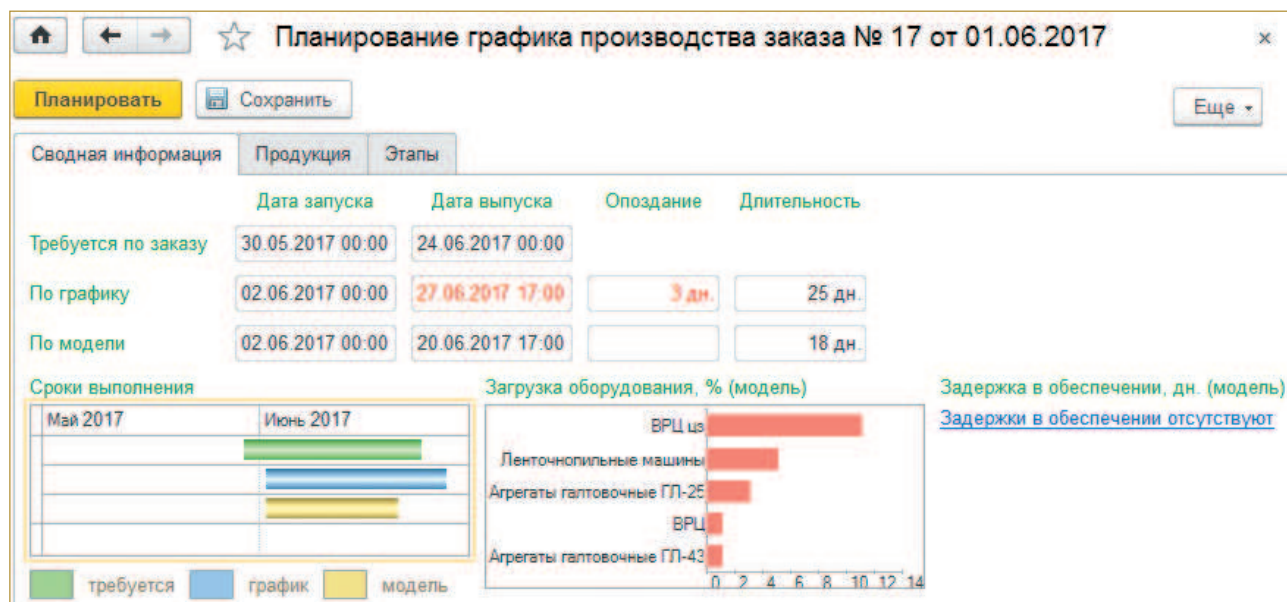 Планирование графика производства заказа № 17 от 01.06.2017 ×
Планировать Сохранить Еще
Сводная информация Продукция Этапы
Дата запуска Дата выпуска Опоздание Длительность
Требуется по заказу 30.05.2017 00:00 24.06.2017 00:00
По графику 02.06.2017 00:00 27.06.2017 17:00 3 дн. 25 дн.
По модели 02.06.2017 00:00 20.06.2017 17:00 18 дн.
Сроки выполнения Загрузка оборудования, % (модель) Задержка в обеспечении, дн. (модель)
Май 2017 Июнь 2017 ВРЦ цз Задержки в обеспечении отсутствуют
Ленточнопильные машины
Агрегаты галтовочные ГЛ-25
ВРЦ
Агрегаты галтовочные ГЛ-43
0 2 4 6 8 10 12 14
требуется график модель